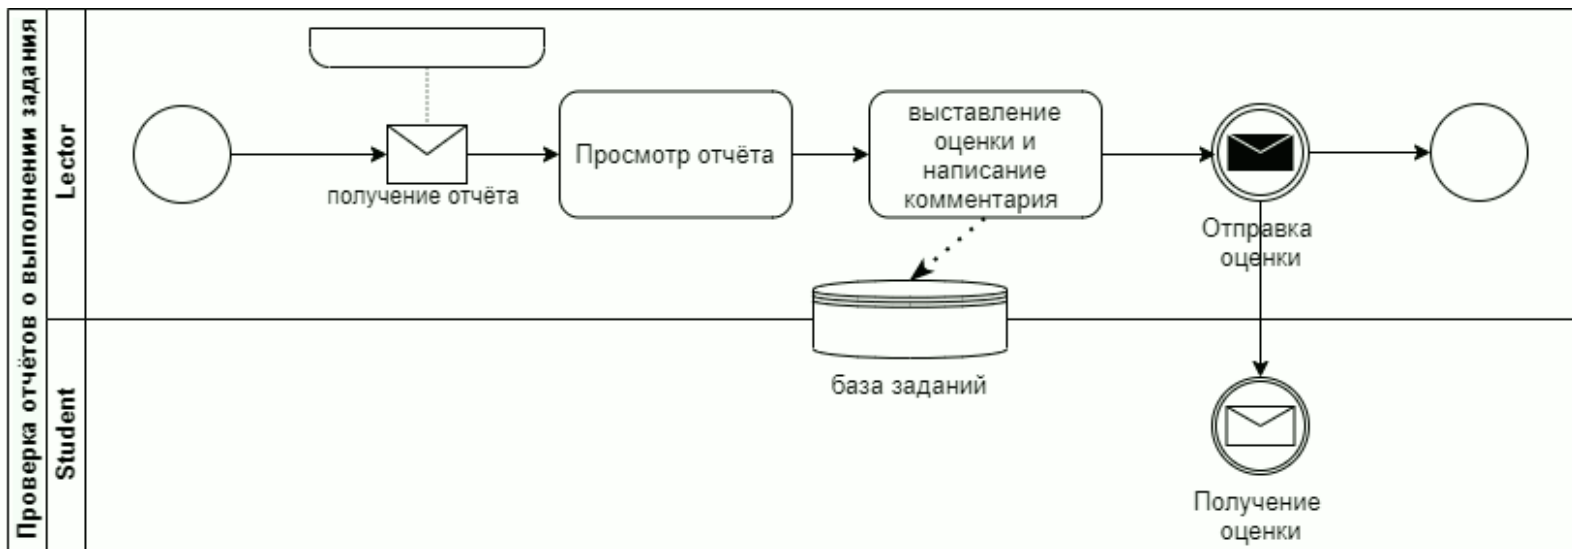 Проверка отчётов о выполнении задания
Lector
Student
получение отчёта
Просмотр отчёта
выставление
оценки и
написание
комментария
Отправка
оценки
база заданий
Получение
оценки